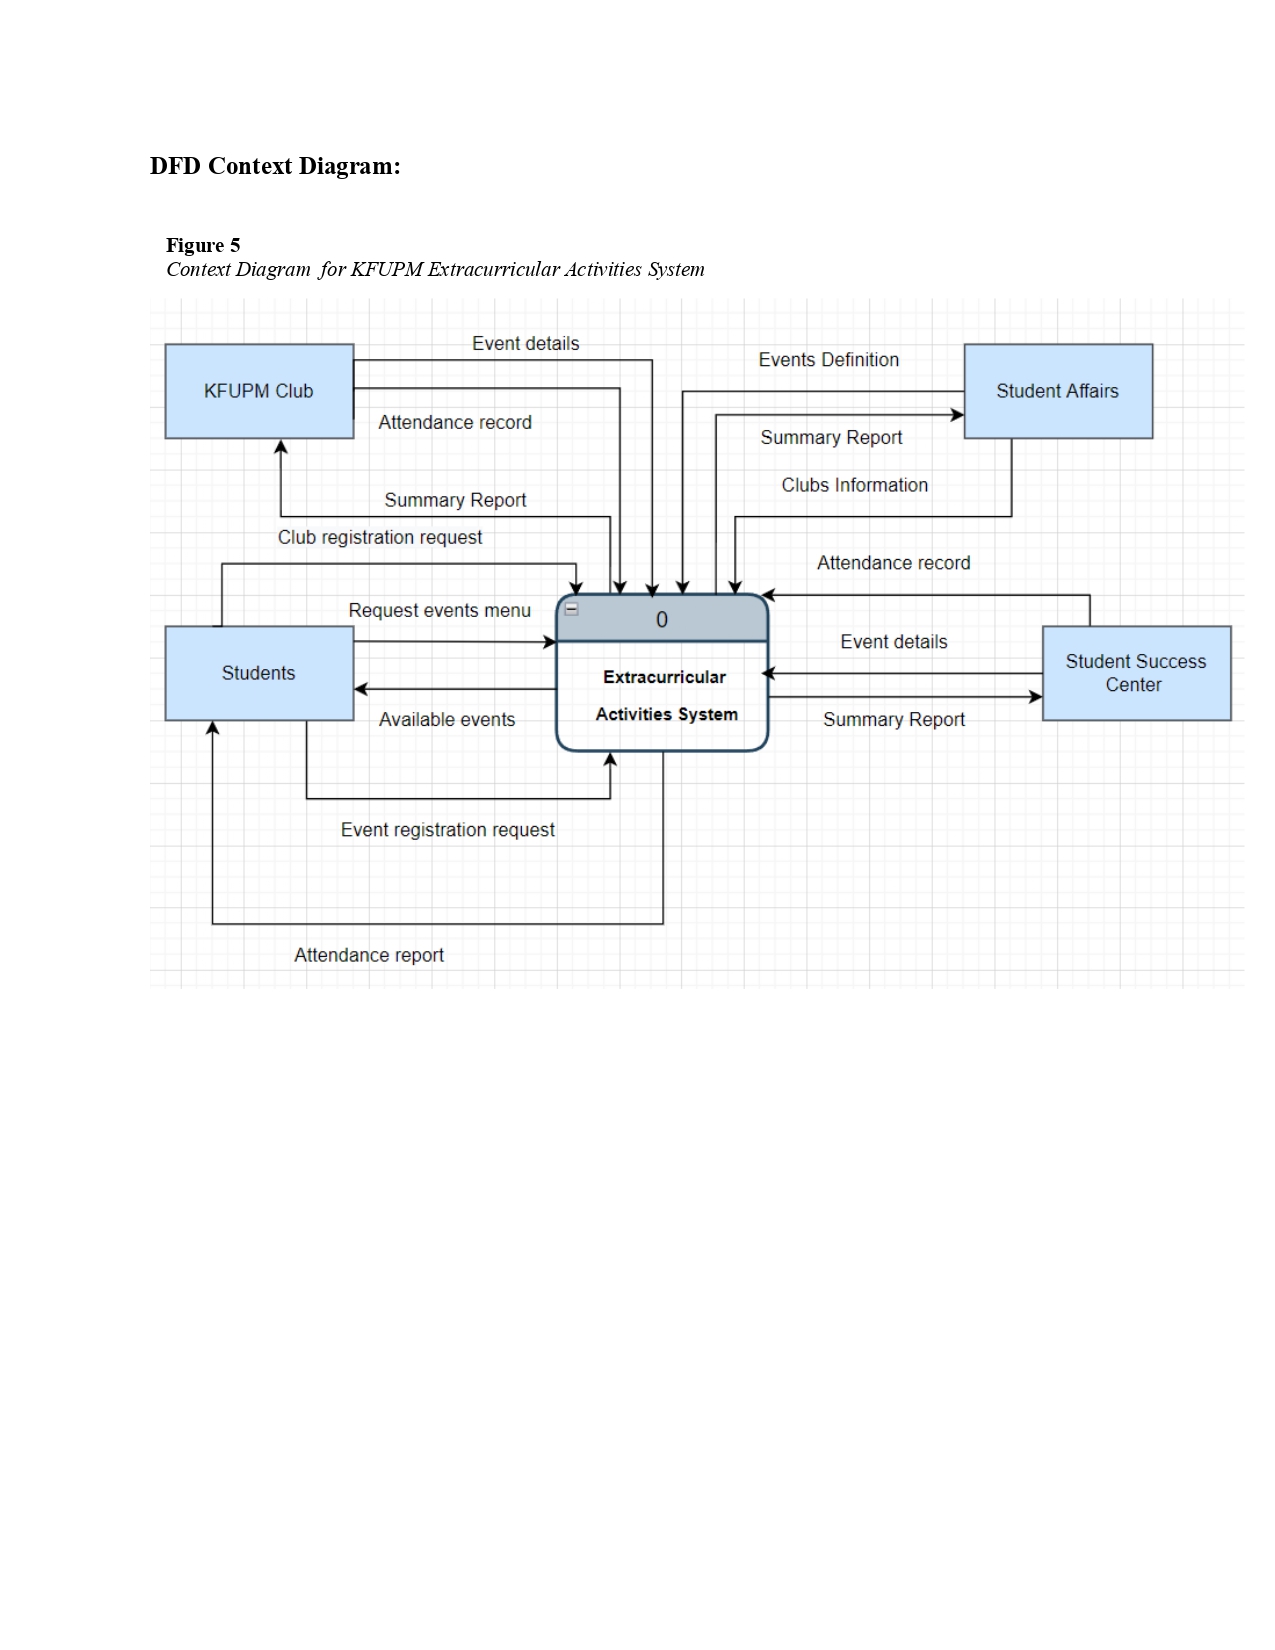 DFD Context Diagram:
Figure 5
Context Diagram for KFUPM Extracurricular Activities System
Event details
KFUPM Club
Events Definition
Student Affairs
Attendance record
Summary Report
Clubs Information
Summary Report
Club registration request
Attendance record
Request events menu
0
Event details
Students
Extracurricular
Activities System
Student Success
Center
Available events
Summary Report
Event registration request
Attendance report